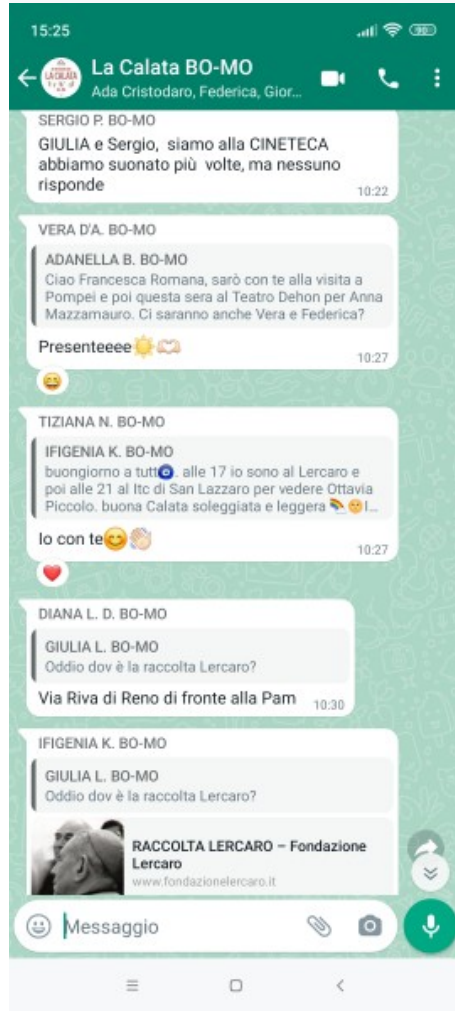 15:25
La Calata BO-MO
Ada Cristodaro, Federica, Gior...
SERGIO P. BO-MO
GIULIA e Sergio, siamo alla CINETECA
abbiamo suonato più volte, ma nessuno
risponde
10:22
VERA D'A. BO-MO
ADANELLA B. BO-MO
Ciao Francesca Romana, sarò con te alla visita a
Pompei e poi questa sera al Teatro Dehon per Anna
Mazzamauro. Ci saranno anche Vera e Federica?
Presenteeee☀️🫶🏻
10:27
😄
TIZIANA N. BO-MO
IFIGENIA K. BO-MO
buongiorno a tutt🧿. alle 17 io sono al Lercaro e
poi alle 21 al Itc di San Lazzaro per vedere Ottavia
Piccolo. buona Calata soleggiata e leggera
Io con te😊👏🏻
10:27
❤️
DIANA L. D. BO-MO
GIULIA L. BO-MO
Oddio dov è la raccolta Lercaro?
Via Riva di Reno di fronte alla Pam
10:30
IFIGENIA K. BO-MO
GIULIA L. BO-MO
Oddio dov è la raccolta Lercaro?
RACCOLTA LERCARO – Fondazione
Lercaro
www.fondazionelercaro.it
Messaggio